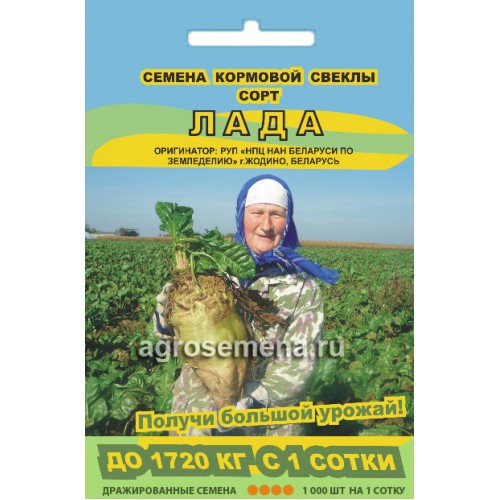 СЕМЕНА КОРМОВОЙ СВЕКЛЫ
СОРТ
ЛАДА
ОРИГИНАТОР: РУП «НПЦ НАН БЕЛАРУСИ ПО
ЗЕМЛЕДЕЛИЮ» г.ЖОДИНО, БЕЛАРУСЬ
agrosemena.ru
Получи большой урожай!
ДО 1720 КГ С 1 СОТКИ
ДРАЖИРОВАННЫЕ СЕМЕНА 1 000 ШТ НА 1 СОТКУ